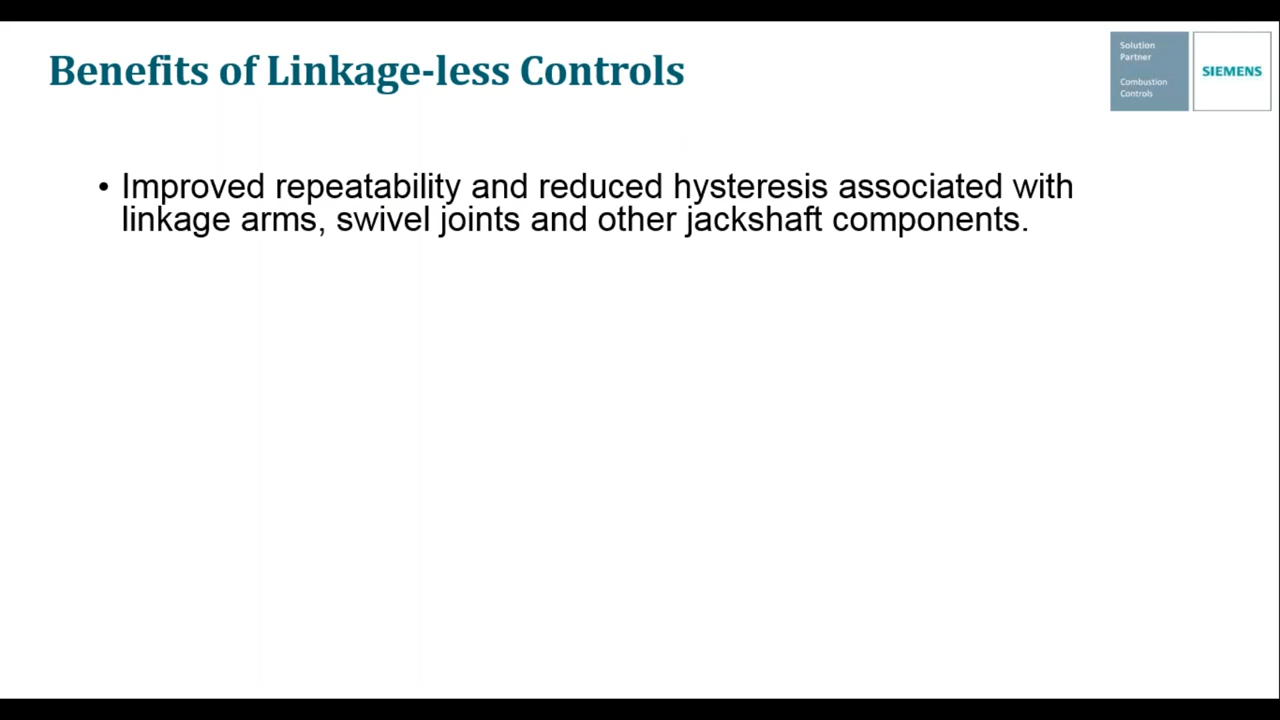 Benefits of Linkage-less Controls
Solution
Partner
Combustion
Controls
SIEMENS
• Improved repeatability and reduced hysteresis associated with
linkage arms, swivel joints and other jackshaft components.